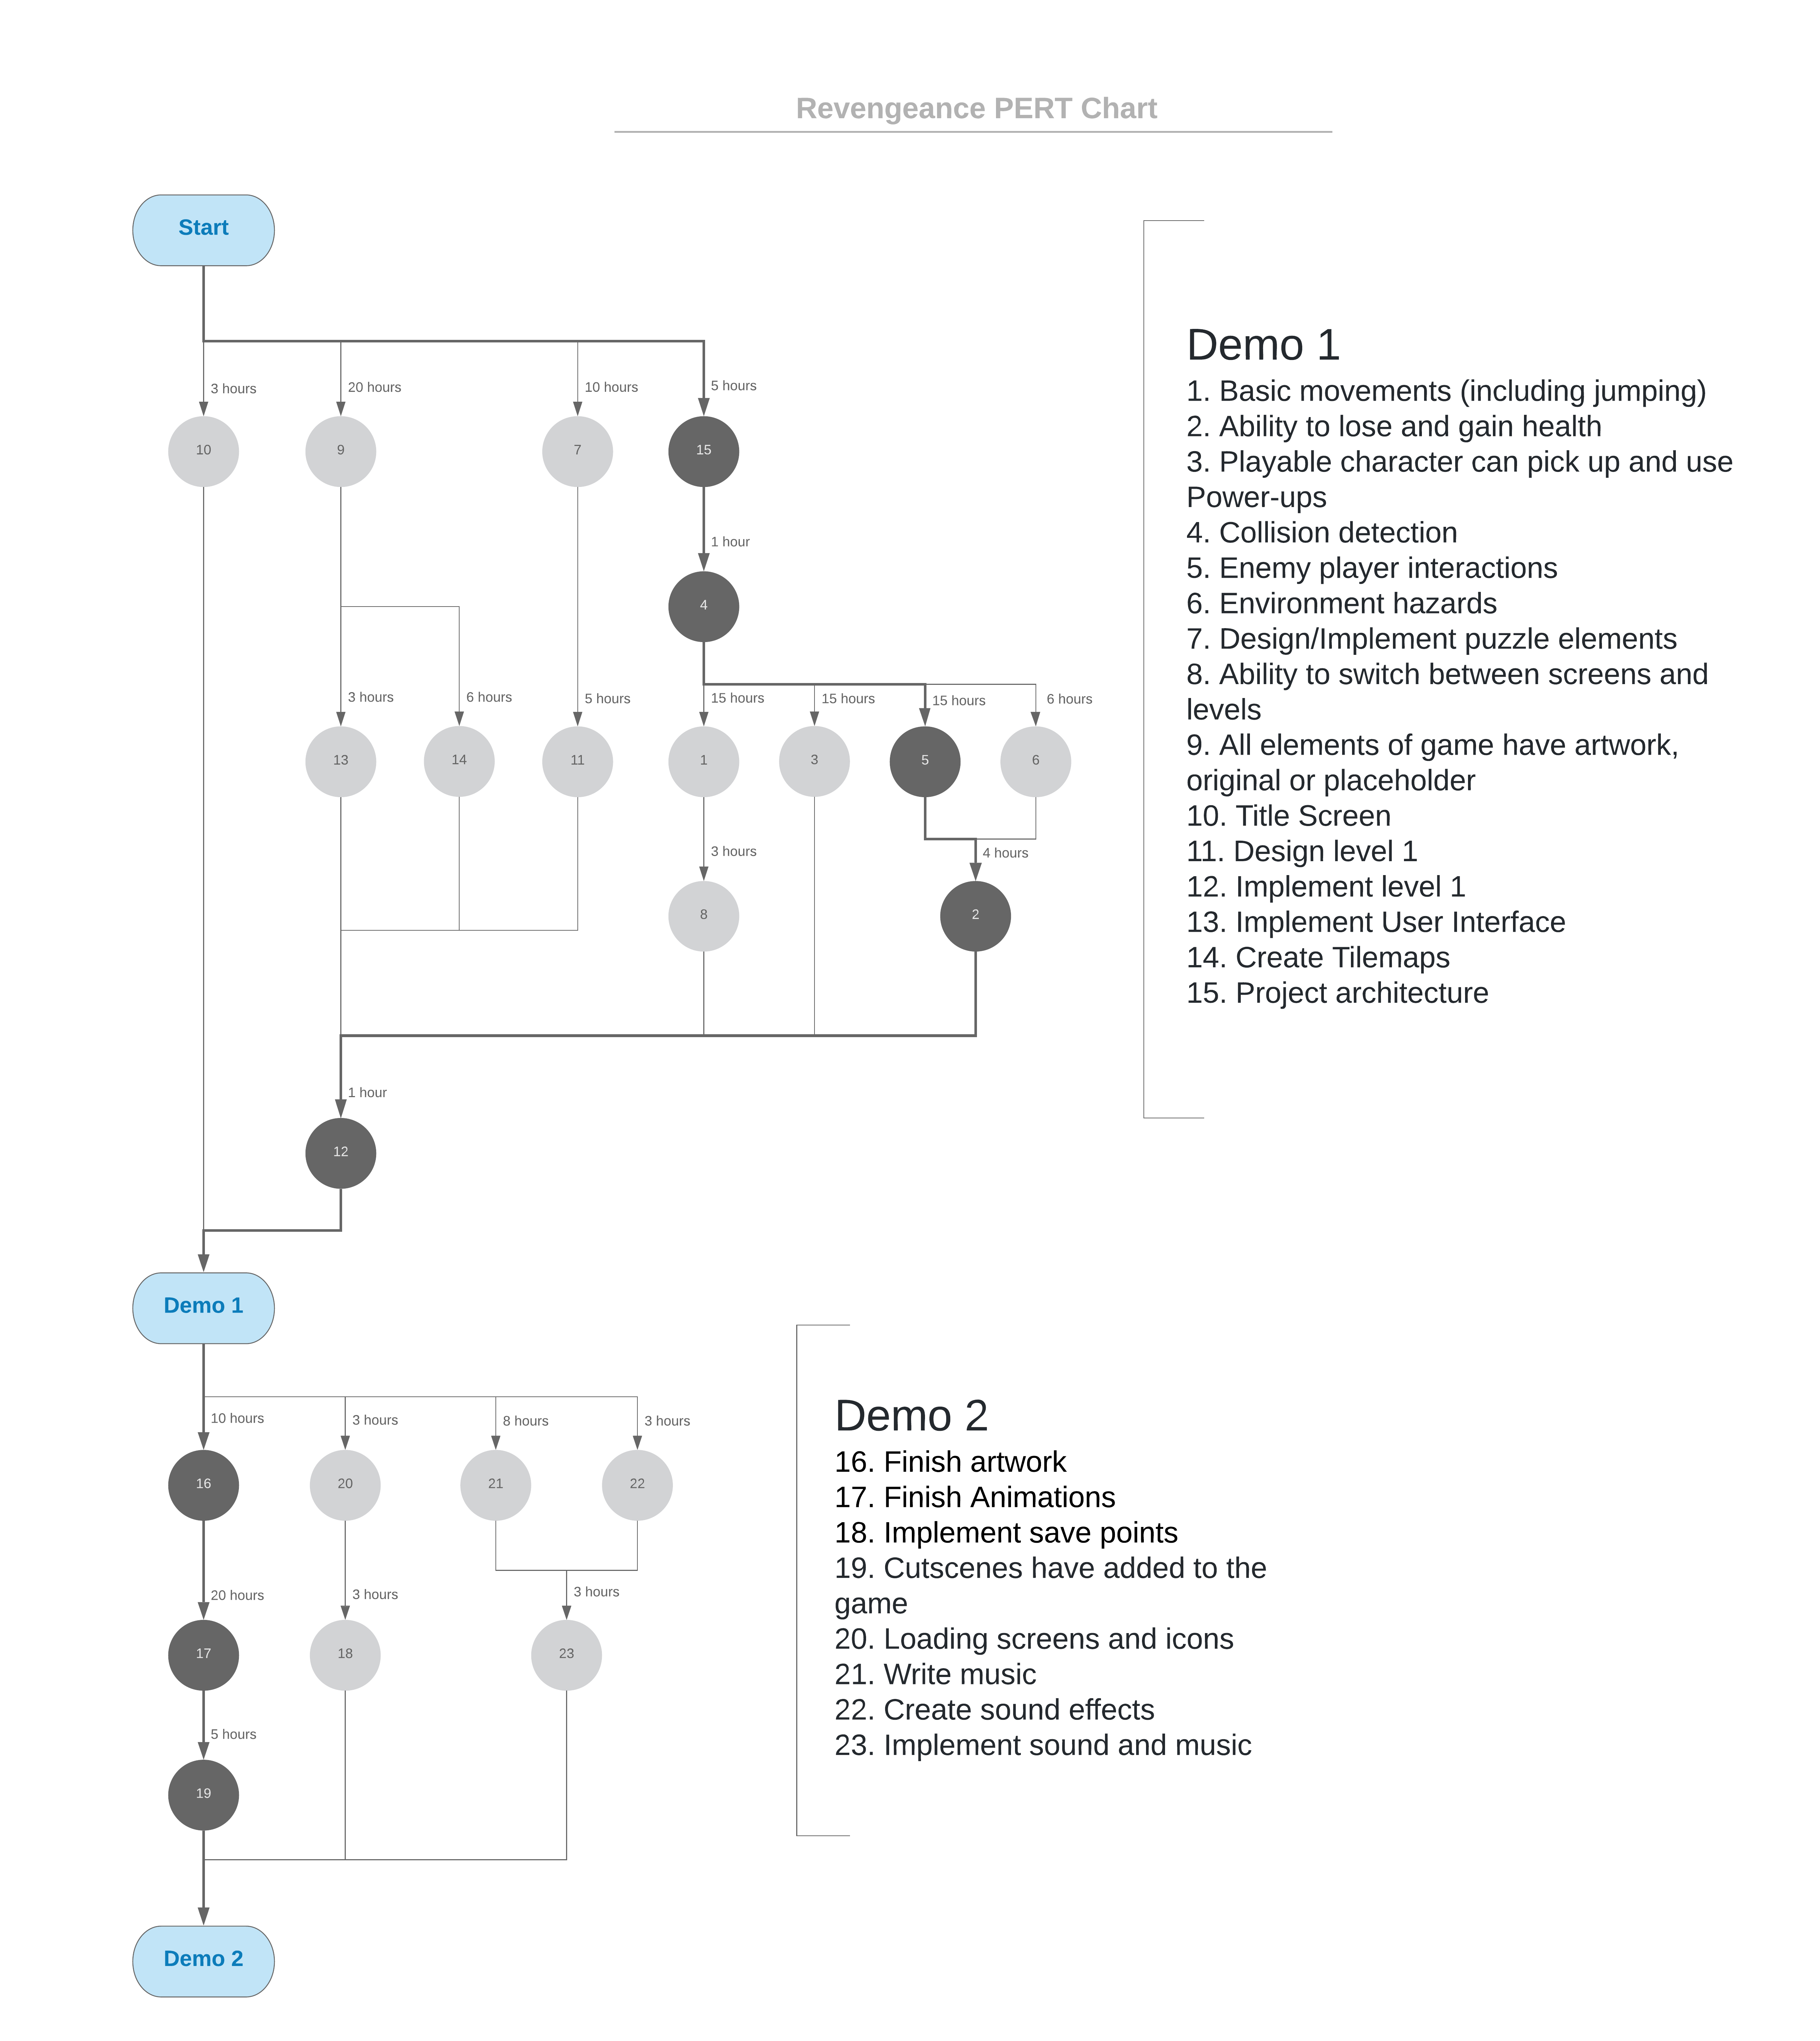 Revengeance PERT Chart
Start
3 hours
20 hours
10 hours
5 hours
10
9
7
15
1 hour
4
3 hours
6 hours
5 hours
15 hours
15 hours
15 hours
6 hours
13
14
11
1
3
5
6
3 hours
4 hours
8
2
1 hour
12
Demo 1
1. Basic movements (including jumping)
2. Ability to lose and gain health
3. Playable character can pick up and use
Power-ups
4. Collision detection
5. Enemy player interactions
6. Environment hazards
7. Design/Implement puzzle elements
8. Ability to switch between screens and
levels
9. All elements of game have artwork,
original or placeholder
10. Title Screen
11. Design level 1
12. Implement level 1
13. Implement User Interface
14. Create Tilemaps
15. Project architecture
Demo 1
10 hours
3 hours
8 hours
3 hours
16
20
21
22
20 hours
3 hours
3 hours
17
18
23
5 hours
19
Demo 2
Demo 2
16. Finish artwork
17. Finish Animations
18. Implement save points
19. Cutscenes have added to the
game
20. Loading screens and icons
21. Write music
22. Create sound effects
23. Implement sound and music